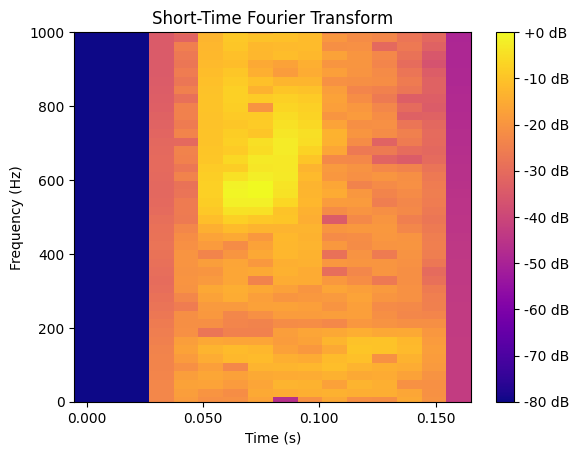 Short-Time Fourier Transform
Frequency (Hz)
1000
800
600
400
200
0
0.000
0.050
0.100
0.150
Time (s)
+0 dB
-10 dB
-20 dB
-30 dB
-40 dB
-50 dB
-60 dB
-70 dB
-80 dB